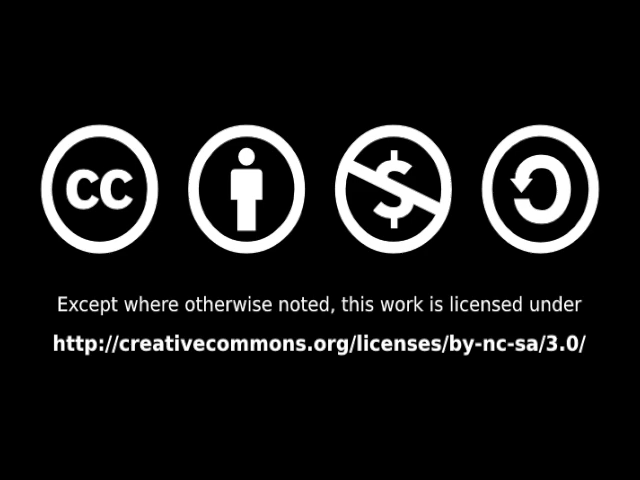 cc
$
Except where otherwise noted, this work is licensed under
http://creativecommons.org/licenses/by-nc-sa/3.0/